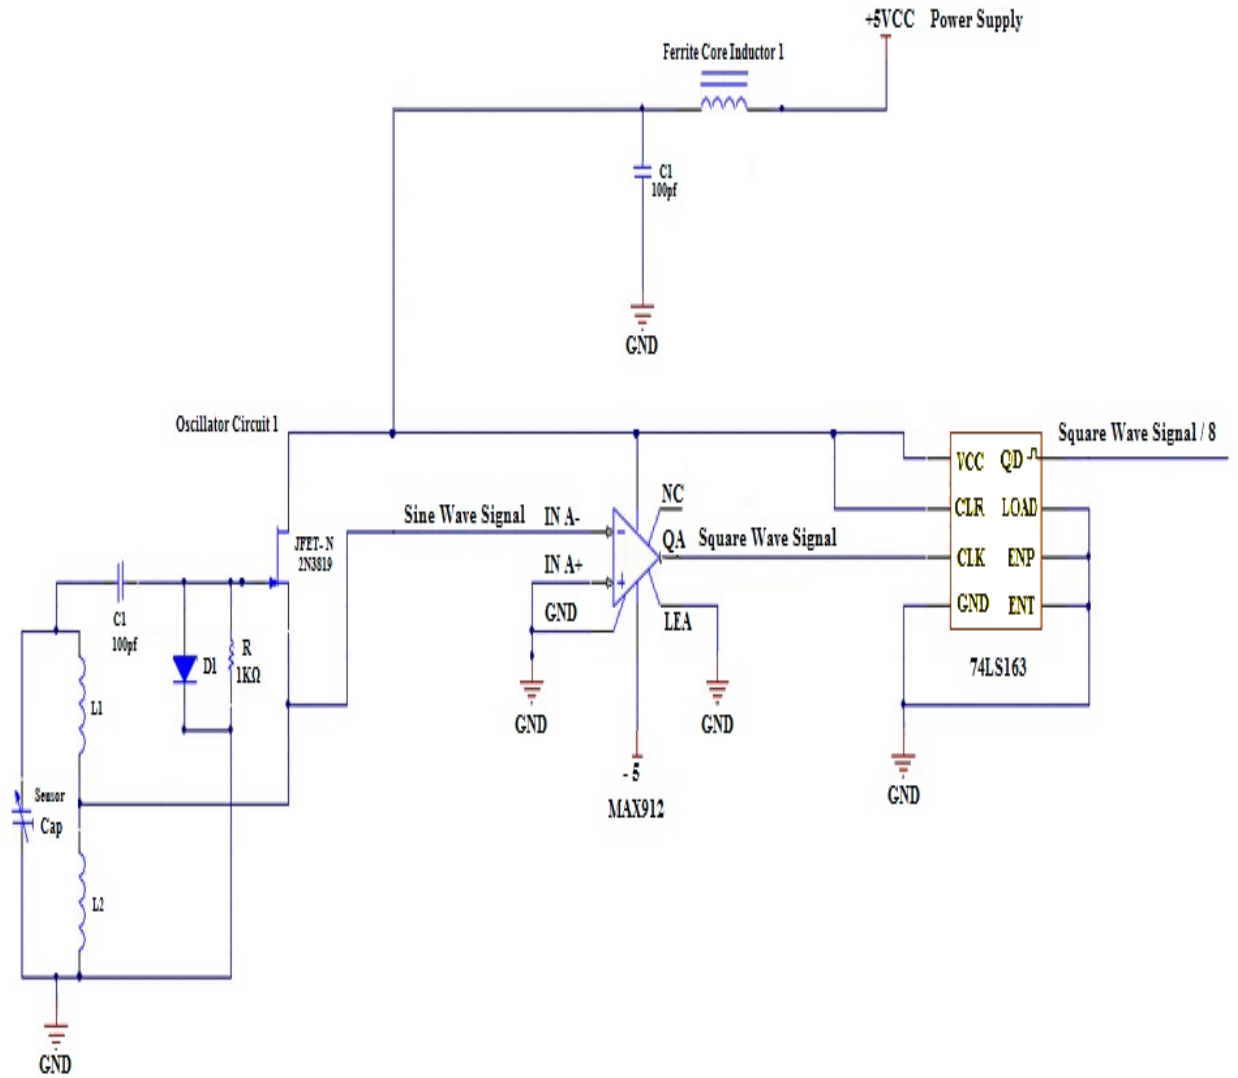 +5VCC Power Supply
Ferrite Core Inductor 1
C1
100pf
GND
Oscillator Circuit 1
JFET-N
2N3819
C1
100pf
D1
R
1KΩ
L1
Sensor
Cap
L2
GND
Sine Wave Signal
IN A-
IN A+
GND
NC
QA
LEA
Square Wave Signal
GND
GND
- 5
MAX912
VCC
QD
CLR
LOAD
CLK
ENP
GND
ENT
74LS163
Square Wave Signal / 8
GND